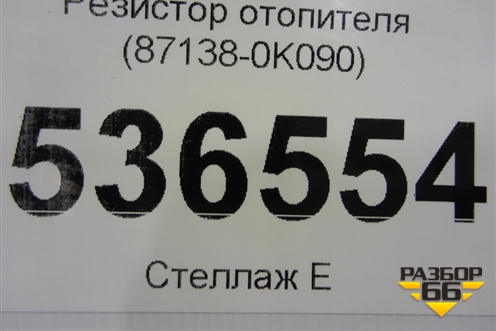 Резистор отопителя
(87138-0K090)
536554
Стеллаж Е
РАЗБОР
66